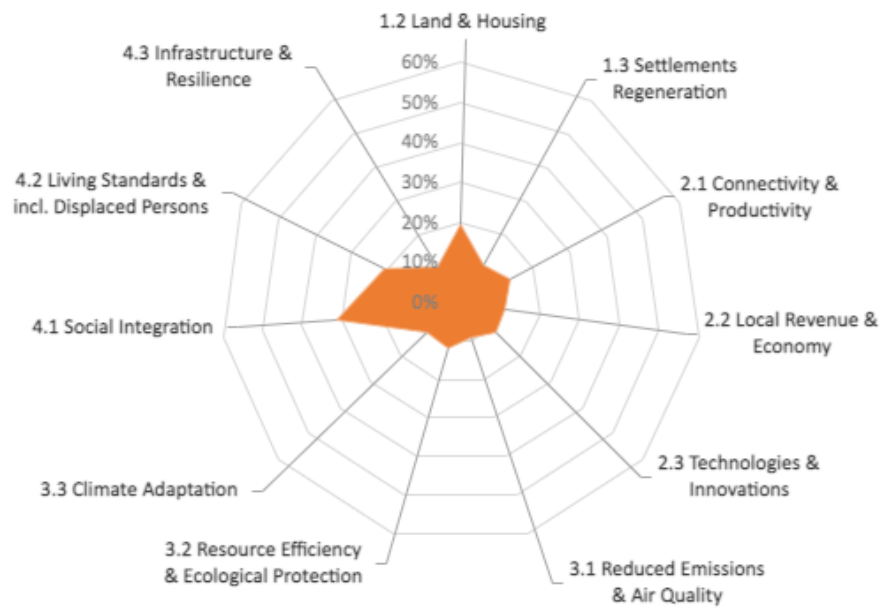 1.2 Land & Housing
4.3 Infrastructure &
Resilience
1.3 Settlements
Regeneration
60%
50%
40%
30%
20%
10%
0%
4.2 Living Standards &
incl. Displaced Persons
2.1 Connectivity &
Productivity
4.1 Social Integration
2.2 Local Revenue &
Economy
3.3 Climate Adaptation
2.3 Technologies &
Innovations
3.2 Resource Efficiency
& Ecological Protection
3.1 Reduced Emissions
& Air Quality